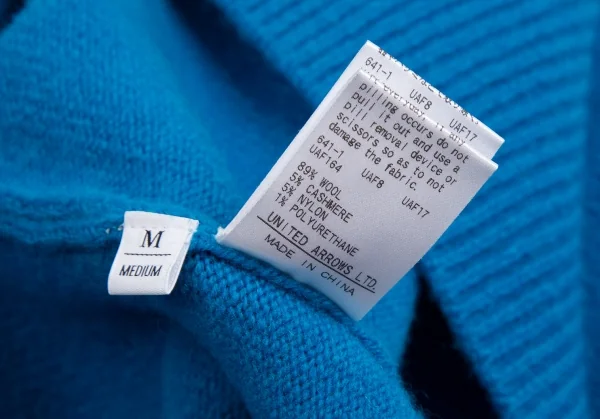 M
MEDIUM
641-1
UAF8 UAF17
pilling occurs do not
pull it out and use a
pill removal device or
scissors so as to not
damage the fabric.
641-1 UAF8 UAF17
UAF164
89% WOOL
5% CASHMERE
5% NYLON
1% POLYURETHANE
UNITED ARROWS LTD.
MADE IN CHINA